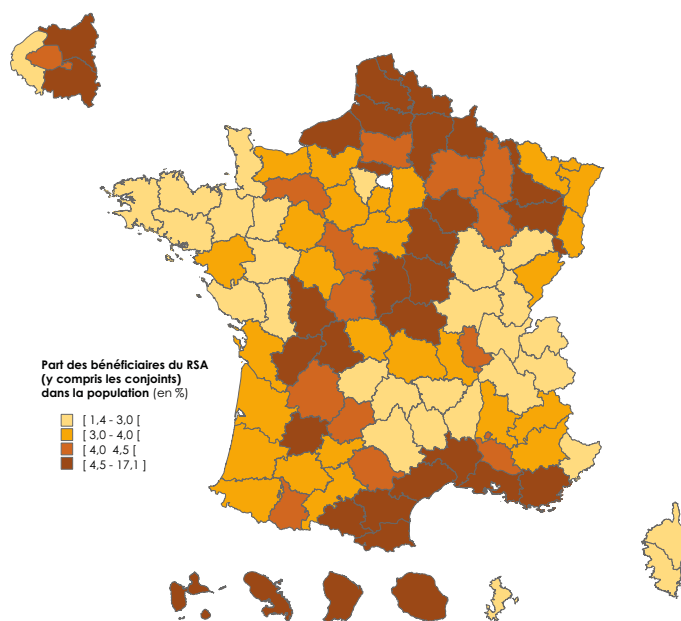 Part des bénéficiaires du RSA
(y compris les conjoints)
dans la population (en %)
[ 1,4 - 3,0 [
[ 3,0 - 4,0 [
[ 4,0 4,5 [
[ 4,5 - 17,1 ]